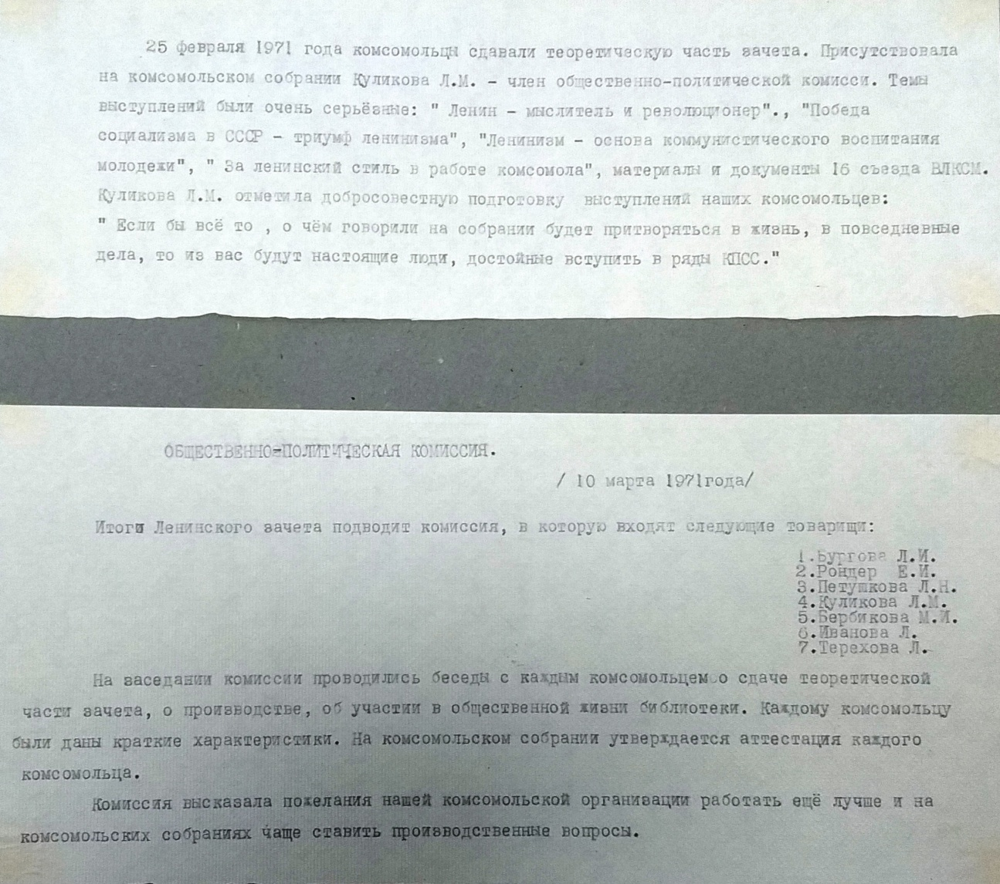 25 февраля 1971 года комсомольцы сдавали теоретическую часть зачета. Присутствовала
на комсомольском собрании Куликова Л.М. - член общественно-политической комисси. Темы
выступлений были очень серьёзные: " Ленин - мыслитель и революционер"., "Победа
социализма в СССР - триумф ленинизма", "Ленинизм - основа коммунистического воспитания
молодежи", " За ленинский стиль в работе комсомола", материалы и документы 16 съезда ВЛКСМ.
Куликова Л.М. отметила добросовестную подготовку выступлений наших комсомольцев:
" Если бы всё то , о чём говорили на собрании будет притворяться в жизнь, в повседневные
дела, то из вас будут настоящие люди, достойные вступить в ряды КПСС."
ОБЩЕСТВЕННО=ПОЛИТИЧЕСКАЯ КОМИССИЯ.
/ 10 марта 1971года/
Итоги Ленинского зачета подводит комиссия, в которую входят следующие товарищи:
1.Бургова Л.И.
2.Рондер Е.И.
3.Петушкова Л.Н.
4.Куликова Л.М.
5.Бербикова М.И.
6.Иванова Л.
7.Терехова Л.
На заседании комиссии проводились беседы с каждым комсомольцем о сдаче теоретической
части зачета, о производстве, об участии в общественной жизни библиотеки. Каждому комсомольцу
были даны краткие характеристики. На комсомольском собрании утверждается аттестация каждого
комсомольца.
Комиссия высказала пожелания нашей комсомольской организации работать ещё лучше и на
комсомольских собраниях чаще ставить производственные вопросы.